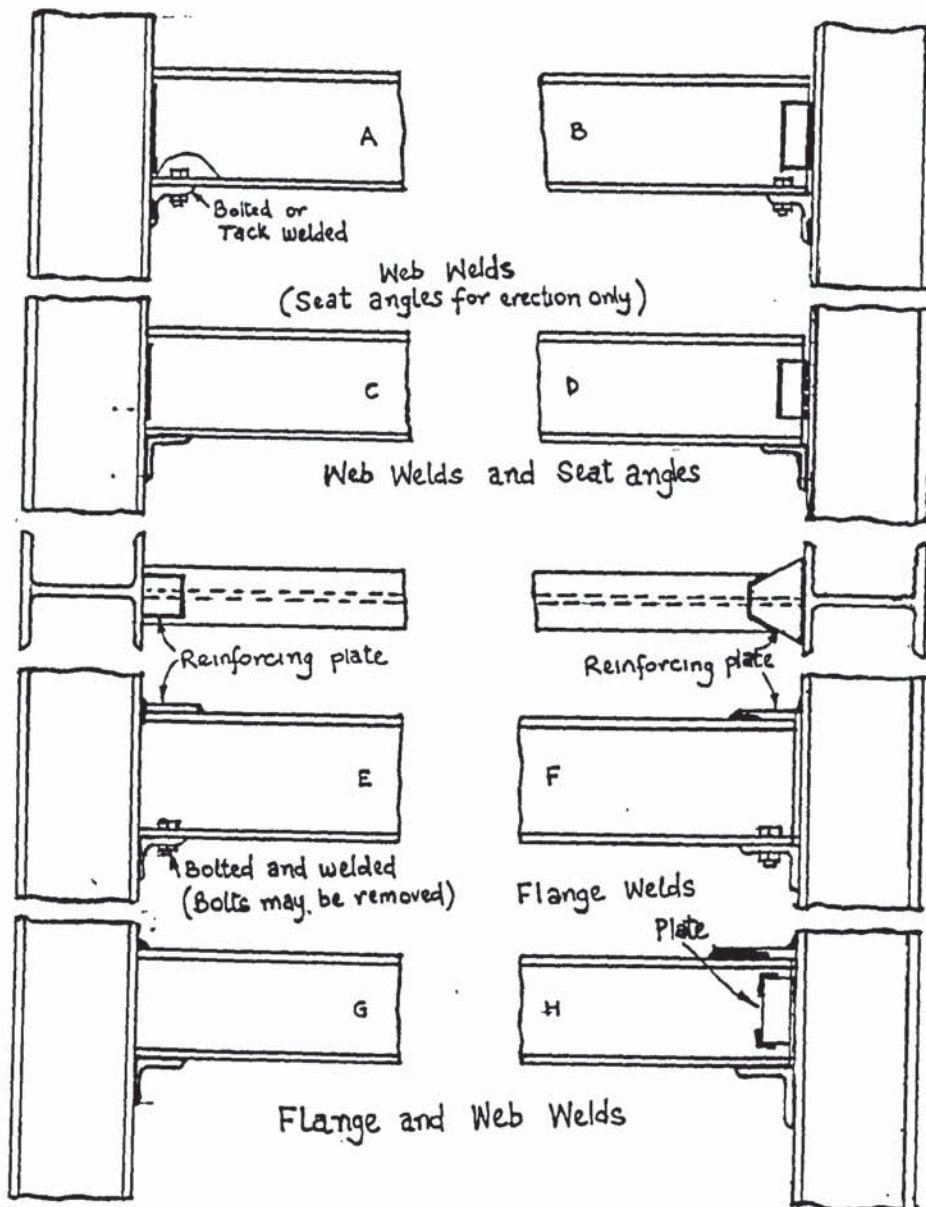 A
B
Bolted or
Tack welded
Web Welds
(Seat angles for erection only)
C
D
Web Welds and Seat angles
Reinforcing plate
Reinforcing plate
E
F
Bolted and welded
(Bolts may be removed)
Flange Welds
Plate
G
H
Flange and Web Welds